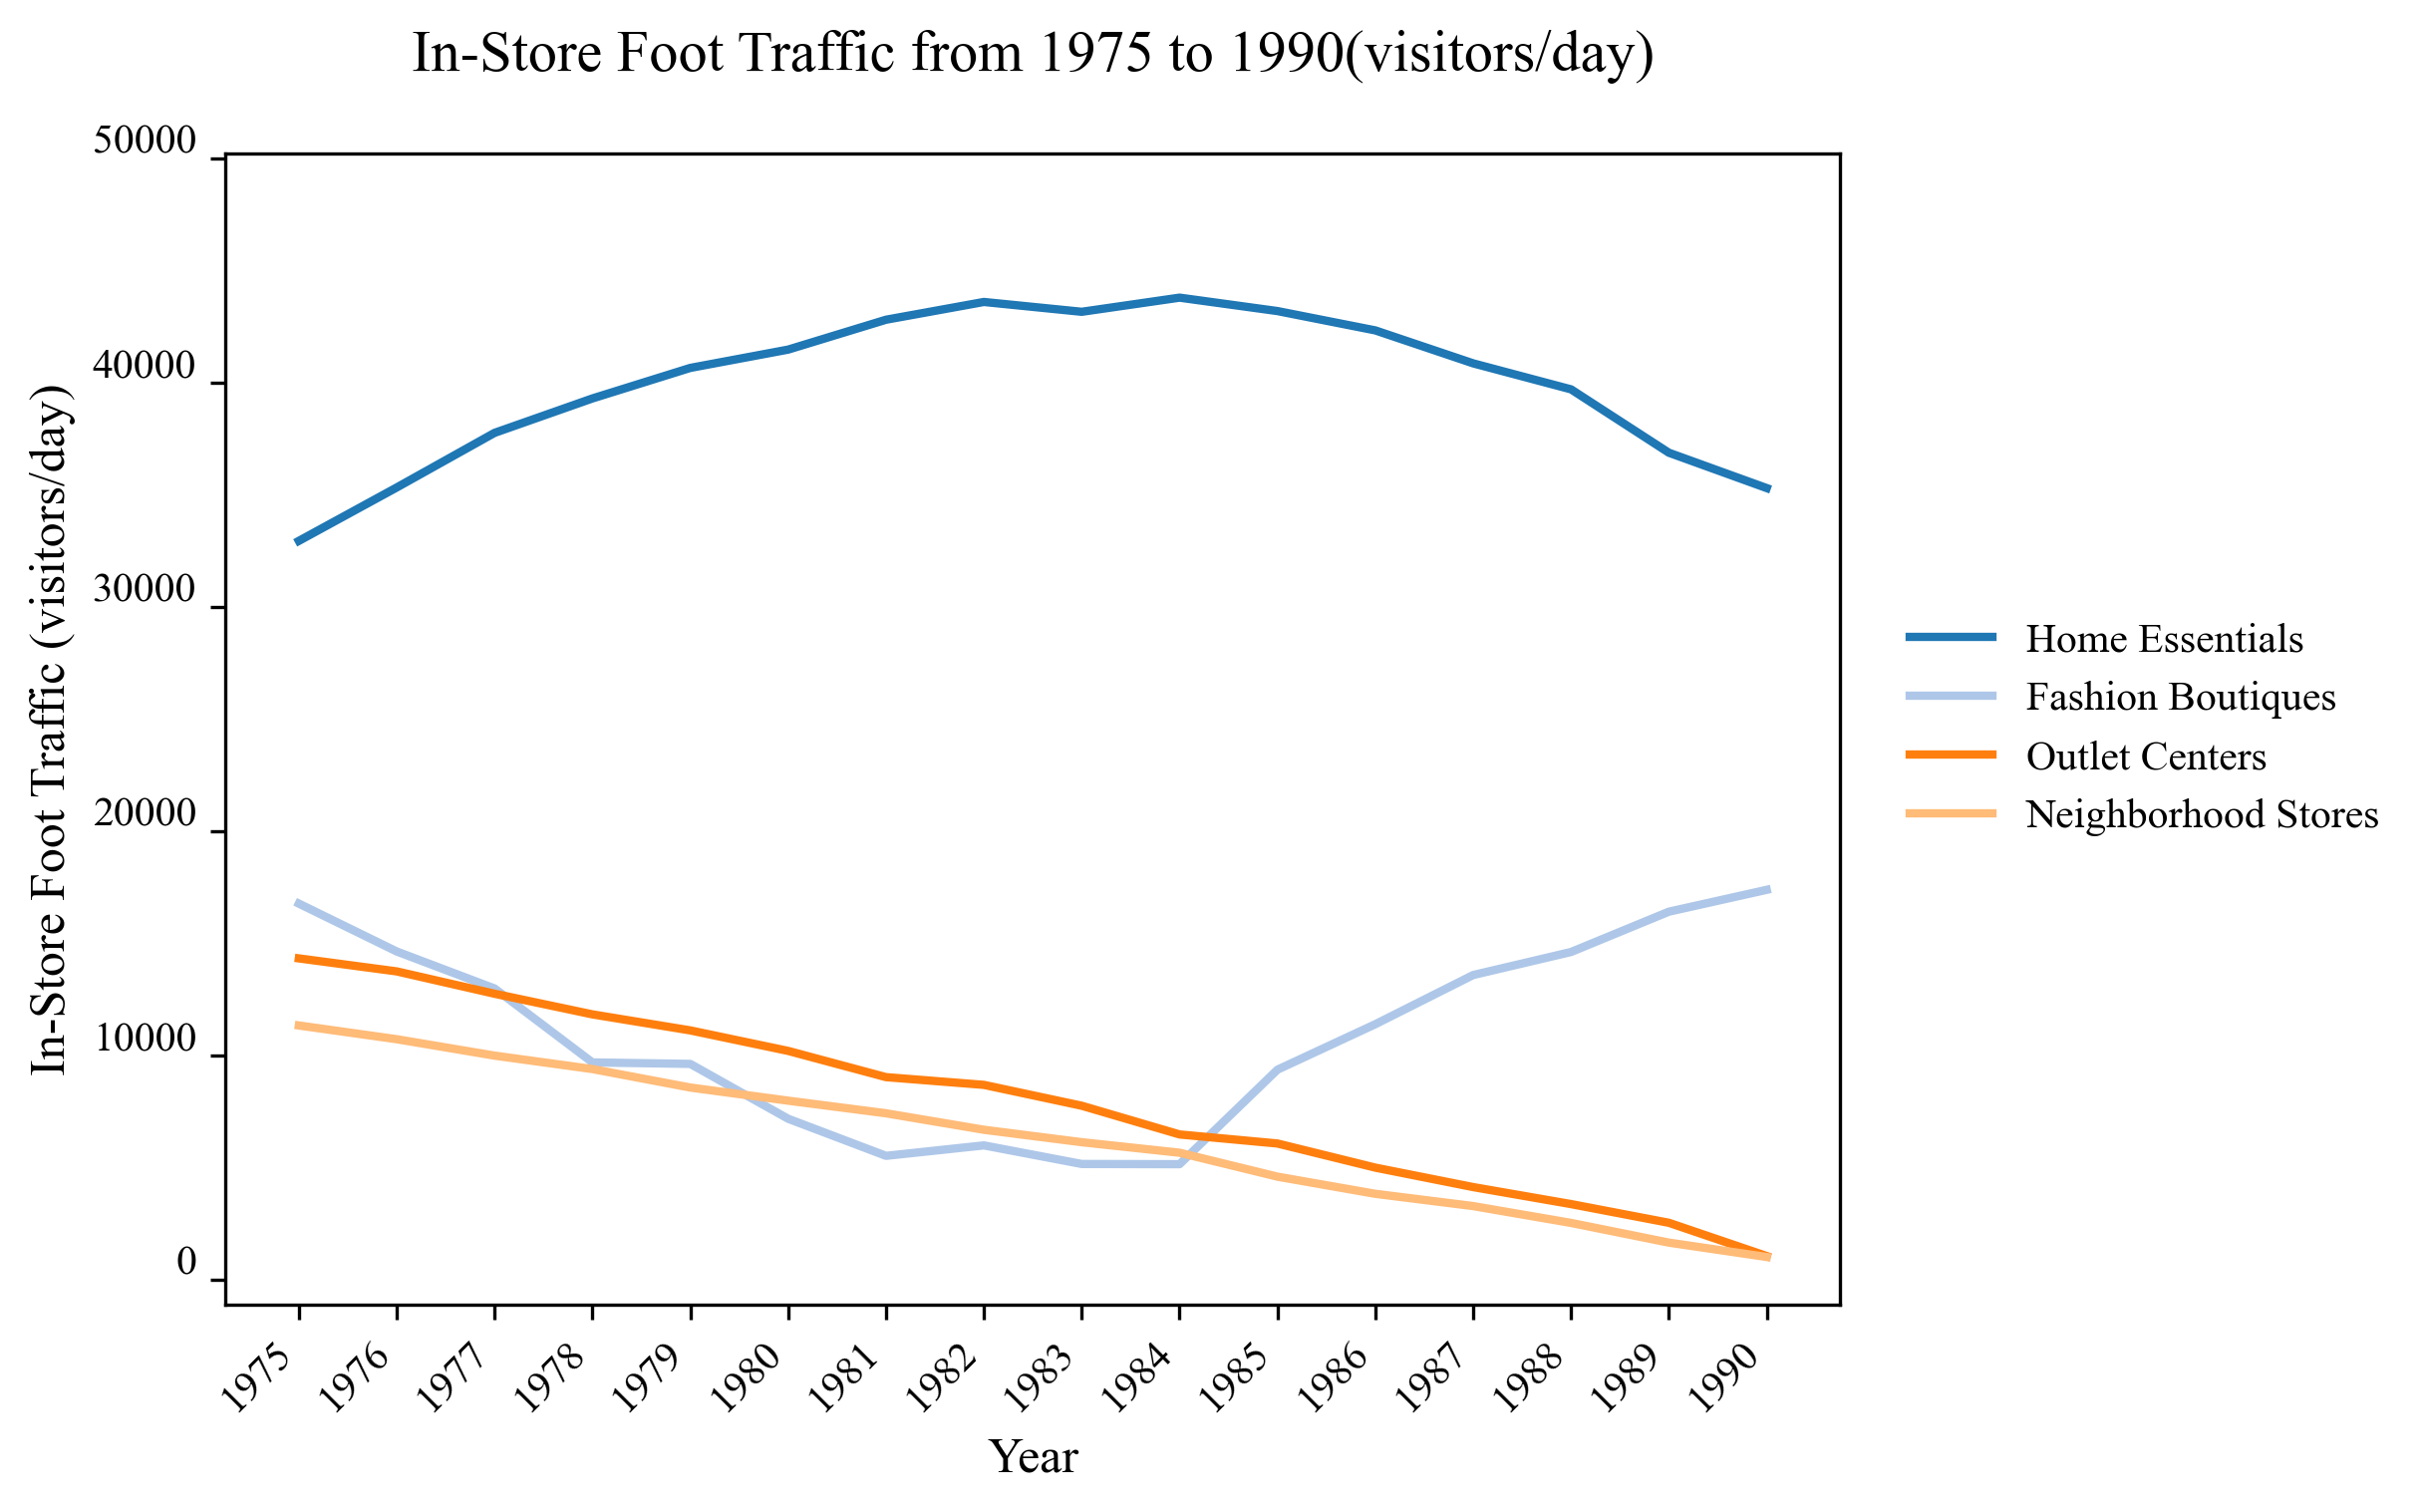 In-Store Foot Traffic from 1975 to 1990(visitors/day)
50000
40000
30000
20000
10000
0
In-Store Foot Traffic (visitors/day)
Home Essentials
Fashion Boutiques
Outlet Centers
Neighborhood Stores
1975 1976 1977 1978 1979 1980 1981 1982 1983 1984 1985 1986 1987 1988 1989 1990
Year